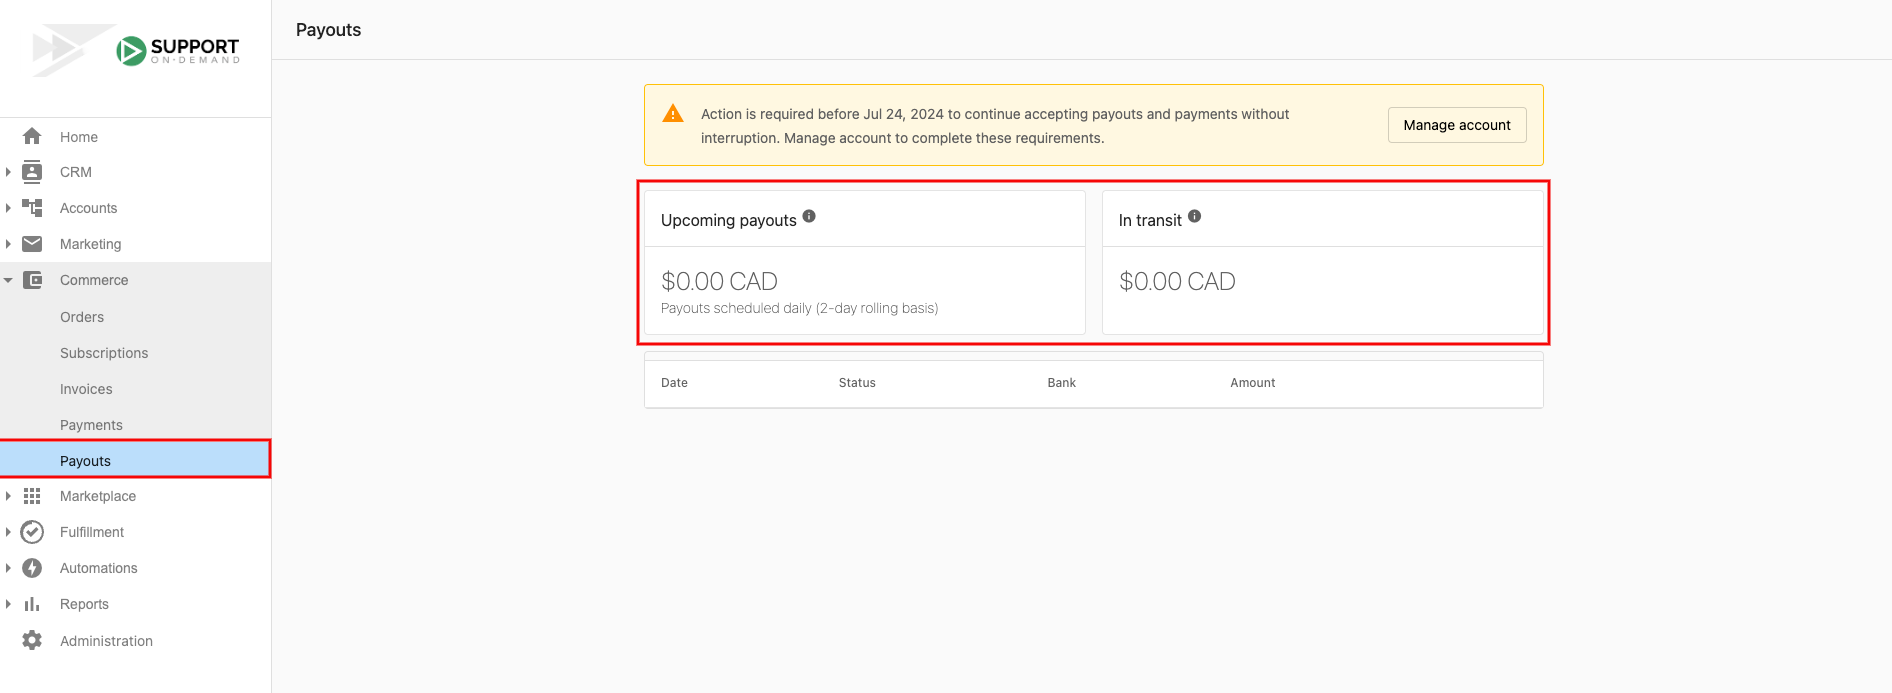 SUPPORT
ON-DEMAND
Home
CRM
Accounts
Marketing
Commerce
Orders
Subscriptions
Invoices
Payments
Payouts
Marketplace
Fulfillment
Automations
Reports
Administration
Payouts
Action is required before Jul 24, 2024 to continue accepting payouts and payments without
interruption. Manage account to complete these requirements.
Manage account
Upcoming payouts
$0.00 CAD
Payouts scheduled daily (2-day rolling basis)
In transit
$0.00 CAD
Date Status Bank Amount